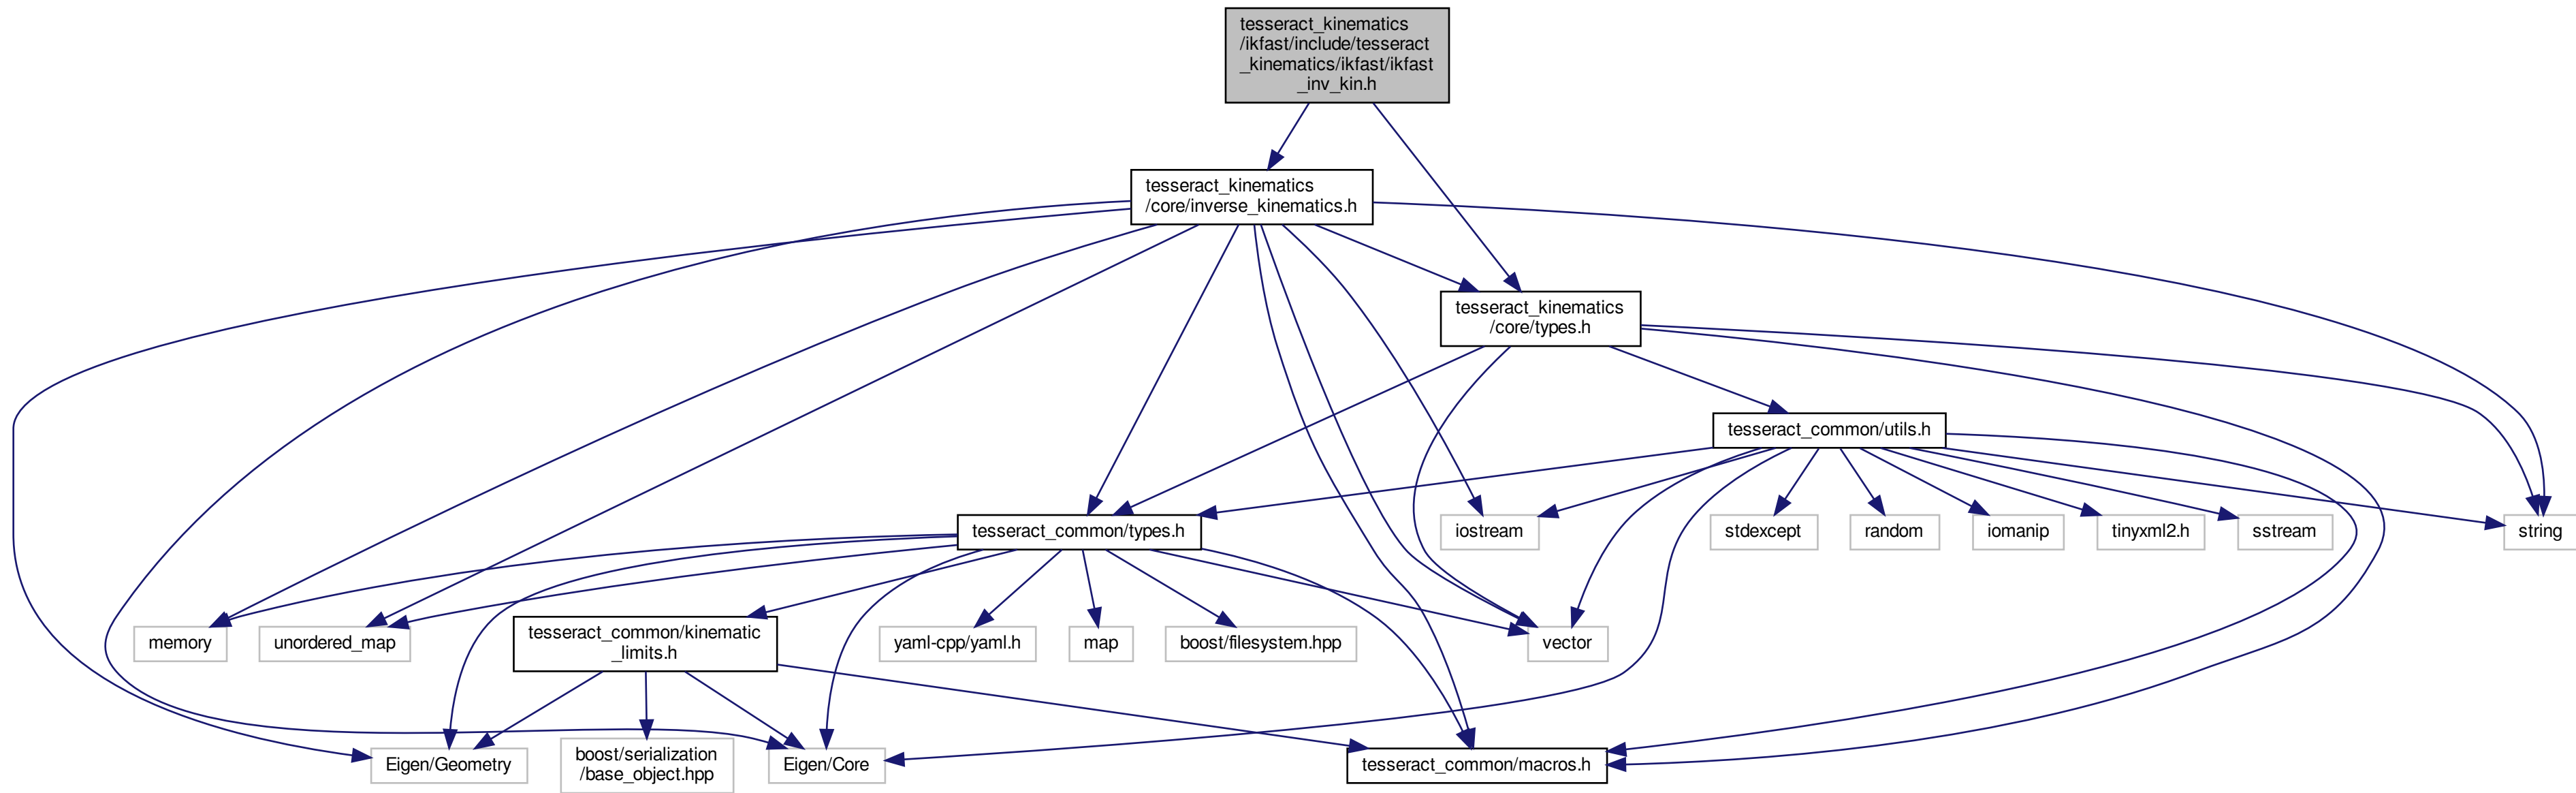 tesseract_kinematics
/ikfast/include/tesseract
_kinematics/ikfast/ikfast
_inv_kin.h
tesseract_kinematics
/core/inverse_kinematics.h
tesseract_kinematics
/core/types.h
tesseract_common/utils.h
tesseract_common/types.h
iostream
stdexcept
random
iomanip
tinyxml2.h
sstream
string
memory
unordered_map
tesseract_common/kinematic
_limits.h
yaml-cpp/yaml.h
map
boost/filesystem.hpp
vector
Eigen/Geometry
boost/serialization
/base_object.hpp
Eigen/Core
tesseract_common/macros.h